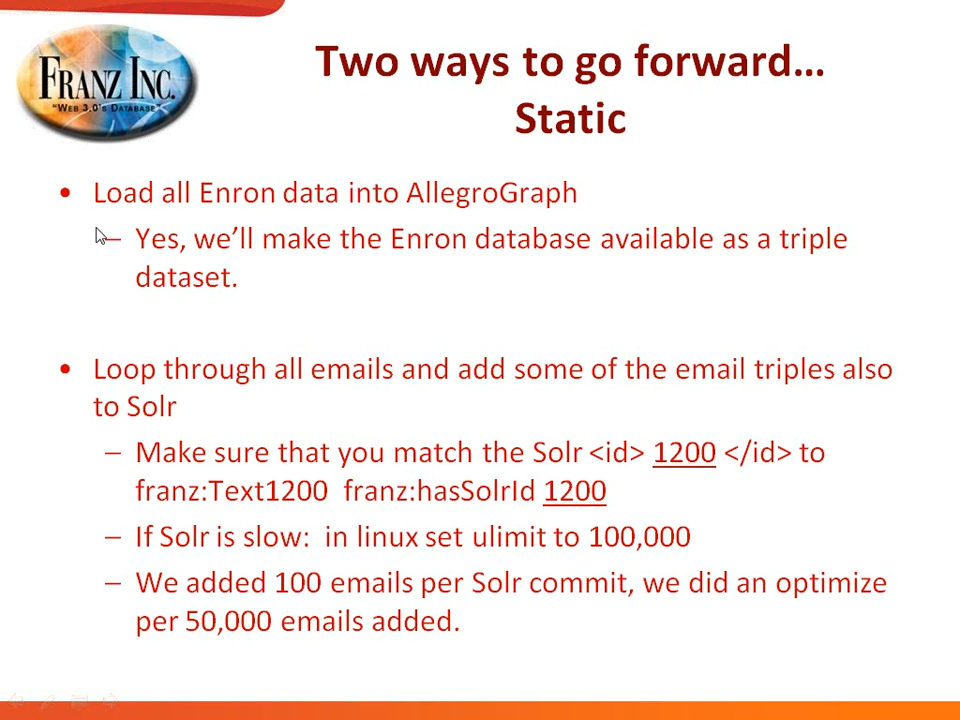 FRANZ INC.
"WEB 3.0'S DATABASE"
Two ways to go forward…
Static
• Load all Enron data into AllegroGraph
– Yes, we'll make the Enron database available as a triple
dataset.
• Loop through all emails and add some of the email triples also
to Solr
– Make sure that you match the Solr <id> 1200 </id> to
franz:Text1200 franz:hasSolrId 1200
– If Solr is slow: in linux set ulimit to 100,000
– We added 100 emails per Solr commit, we did an optimize
per 50,000 emails added.